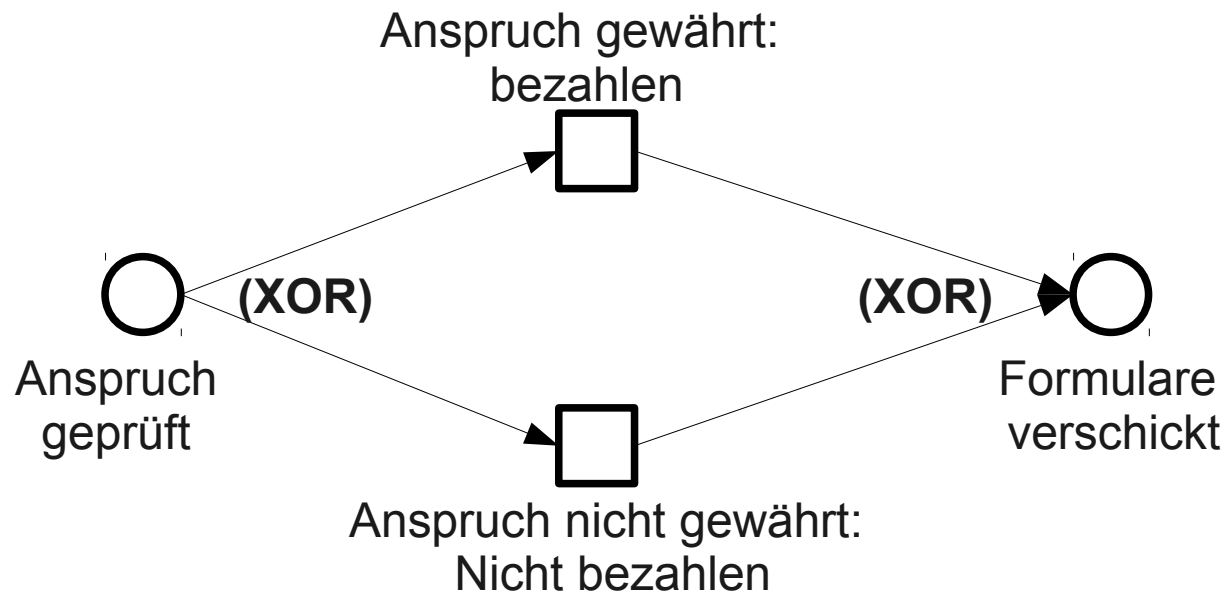 Anspruch gewährt:
bezahlen
(XOR)
(XOR)
Anspruch
geprüft
Formulare
verschickt
Anspruch nicht gewährt:
Nicht bezahlen